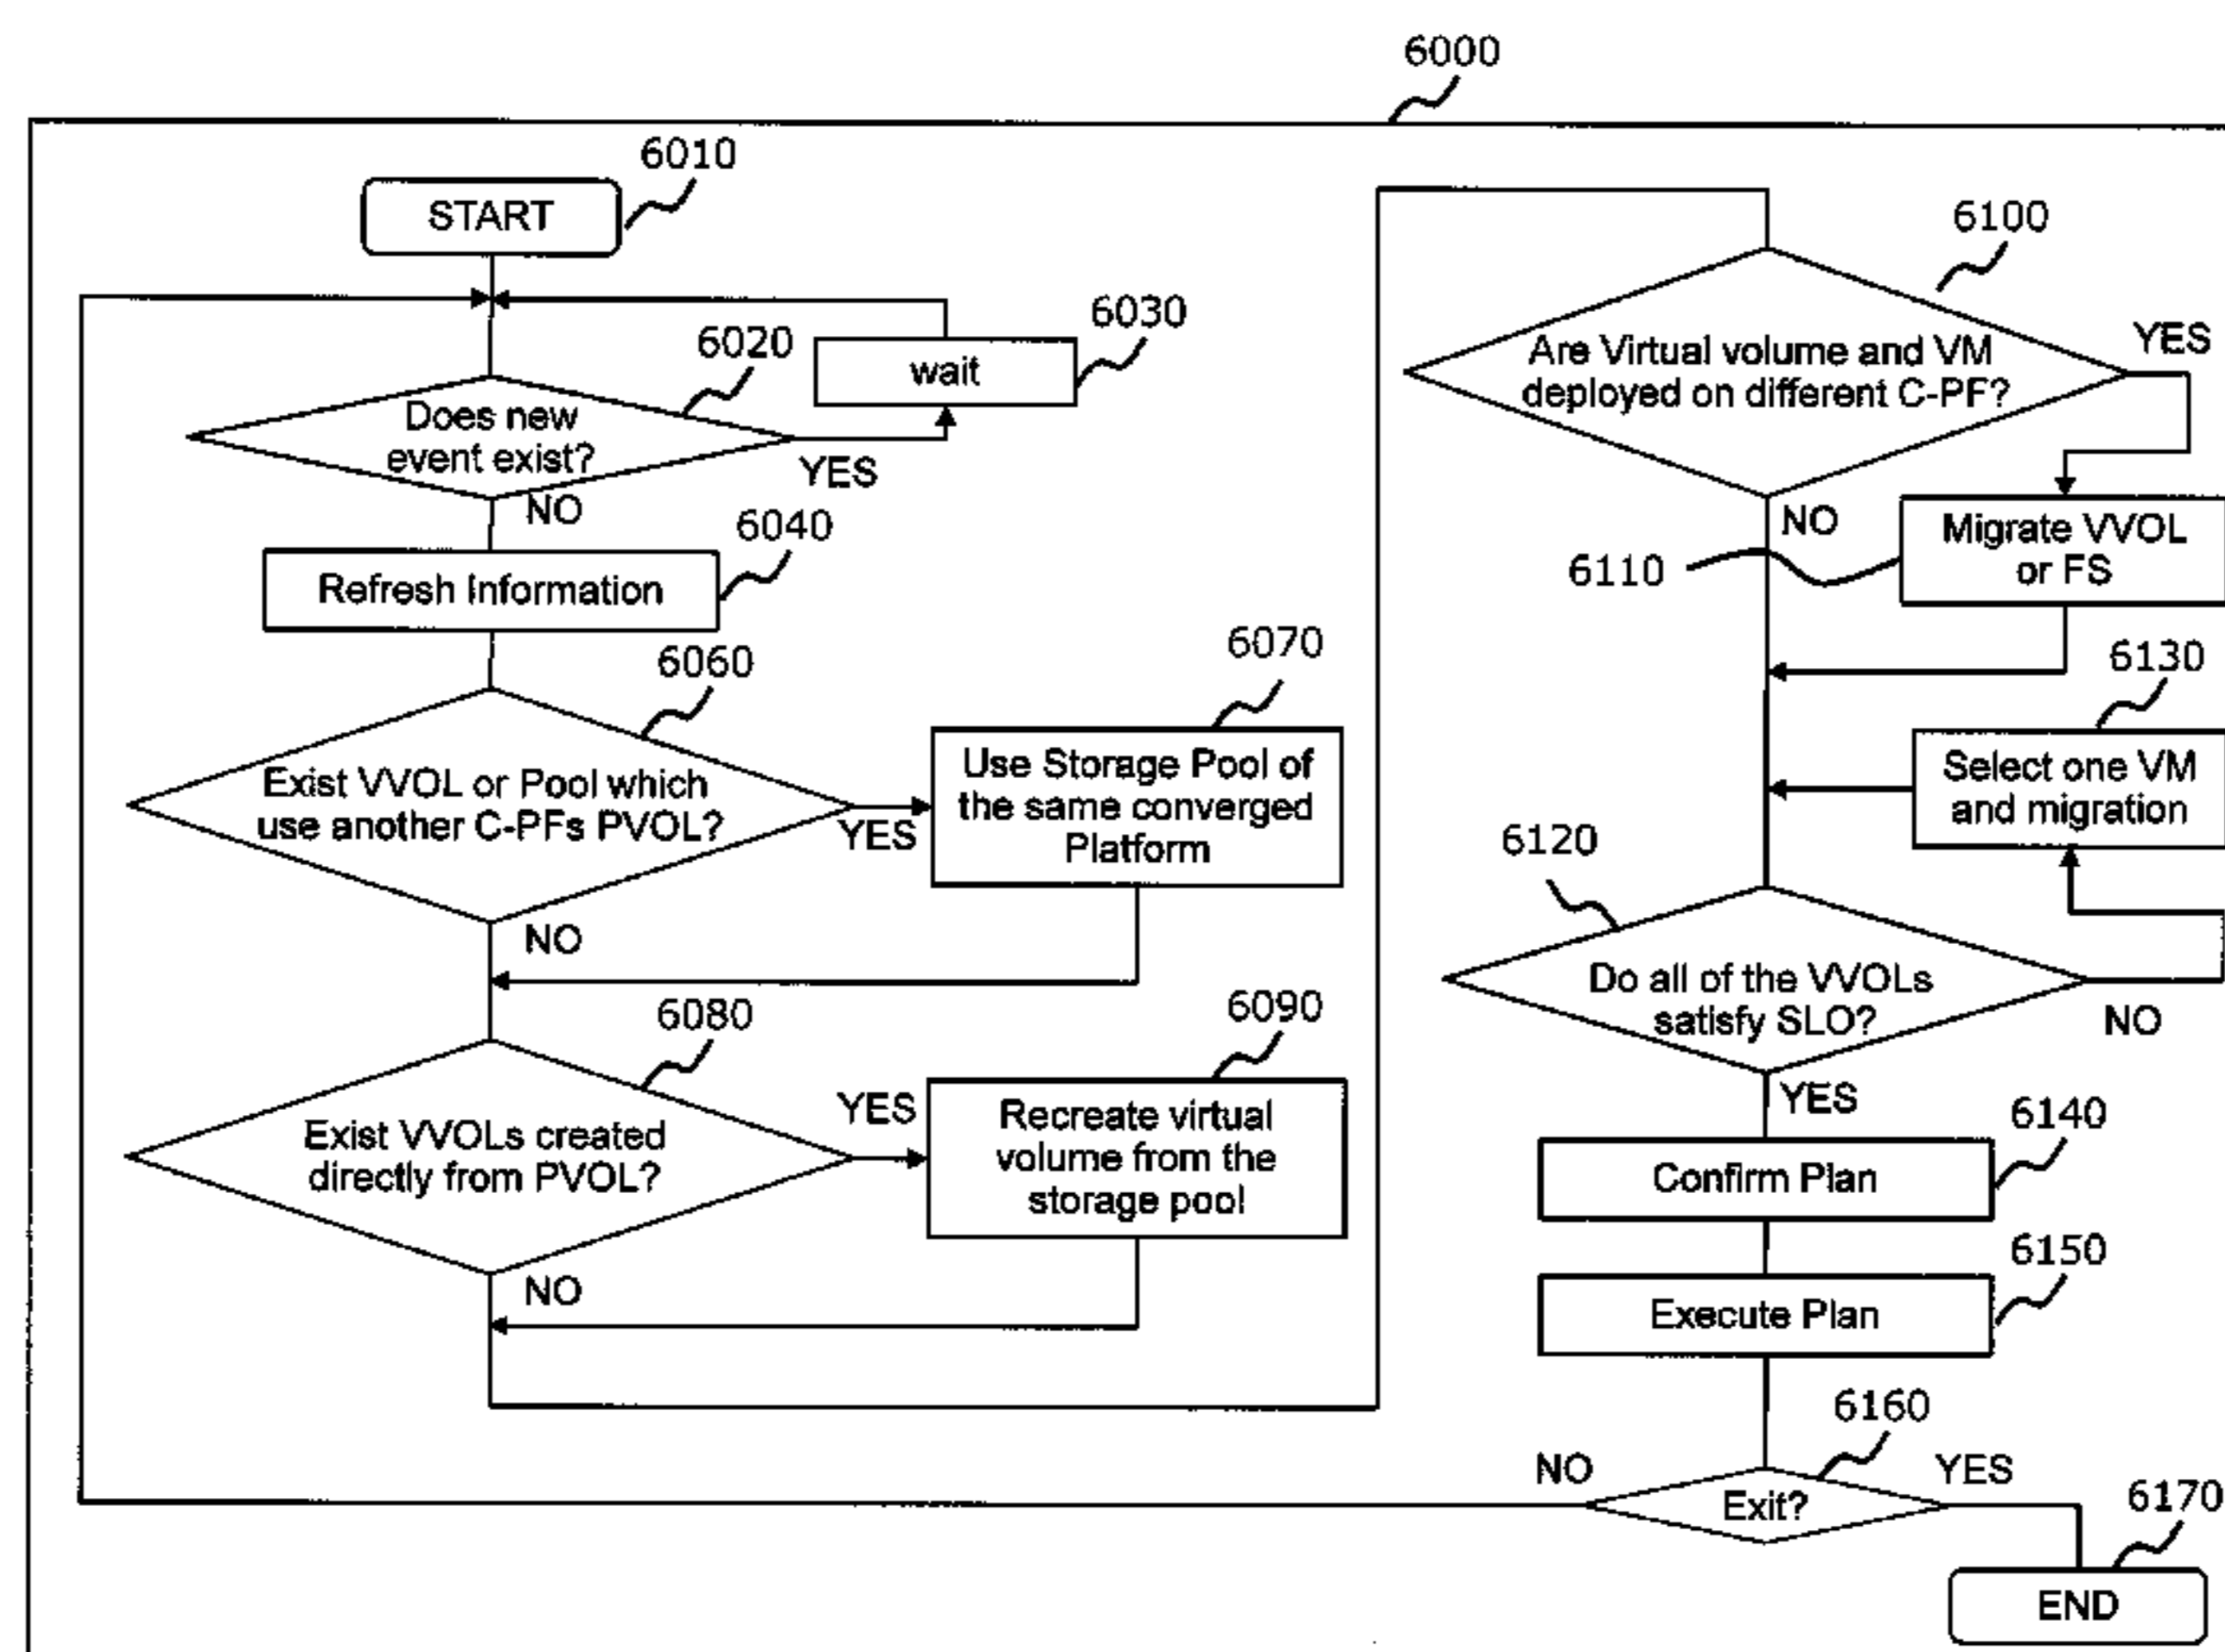 6000
6010
START
6020
6030
wait
Does new
event exist?
YES
NO
6040
Refresh Information
6060
6070
Exist VVOL or Pool which
use another C-PFs PVOL?
YES
Use Storage Pool of
the same converged
Platform
NO
6080
6090
Exist VVOLs created
directly from PVOL?
YES
Recreate virtual
volume from the
storage pool
NO
6100
Are Virtual volume and VM
deployed on different C-PF?
YES
NO
6110
Migrate VVOL
or FS
6130
Select one VM
and migration
6120
Do all of the VVOLs
satisfy SLO?
NO
YES
6140
Confirm Plan
6150
Execute Plan
6160
NO
Exit?
YES
6170
END